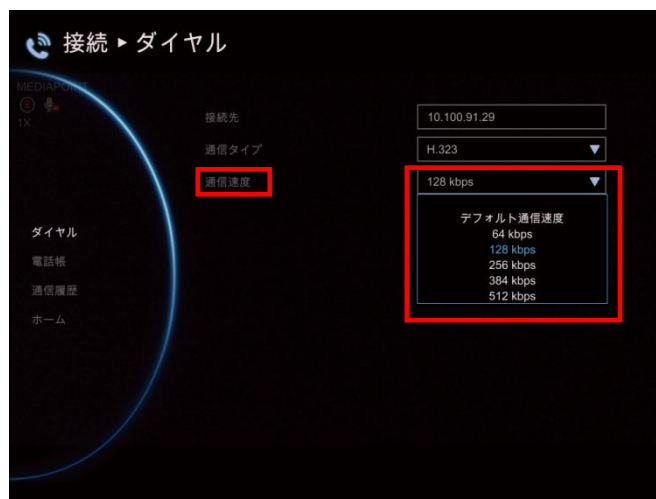 接続 ▸ ダイヤル
MEDIAPOINT
1X
接続先
10.100.91.29
通信タイプ
H.323
通信速度
128 kbps
デフォルト通信速度
64 kbps
128 kbps
256 kbps
384 kbps
512 kbps
ダイヤル
電話帳
通信履歴
ホーム